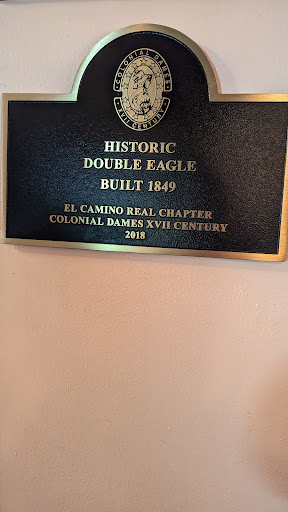 COLONIAL DAMES
XVII CENTURY
HISTORIC
DOUBLE EAGLE
BUILT 1849
EL CAMINO REAL CHAPTER
COLONIAL DAMES XVII CENTURY
2018